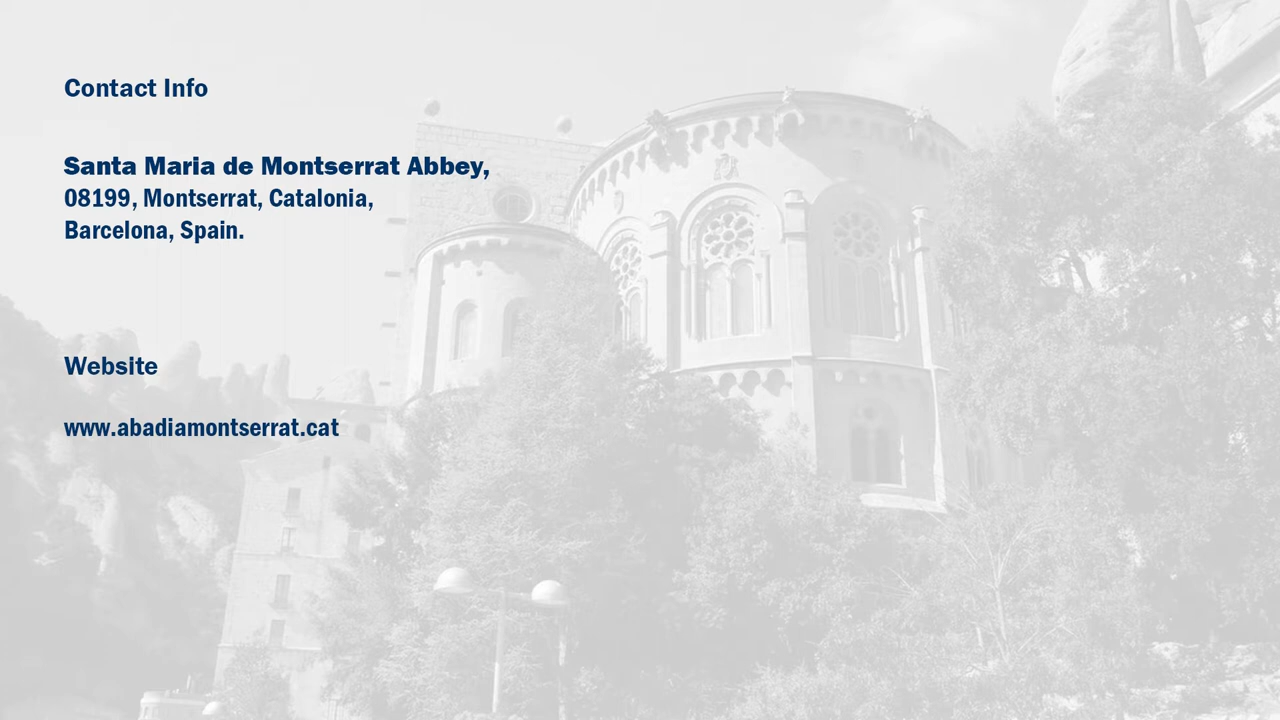 Contact Info
Santa Maria de Montserrat Abbey,
08199, Montserrat, Catalonia,
Barcelona, Spain.
Website
www.abadiamontserrat.cat